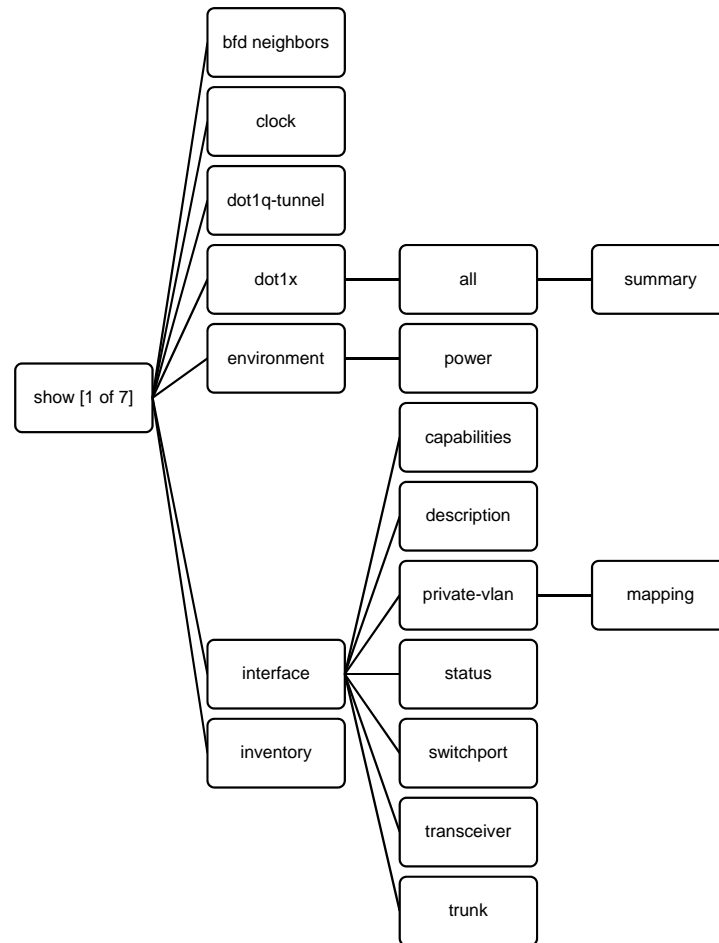 bfd neighbors
clock
dot1q-tunnel
dot1x
all
summary
environment
power
show [1 of 7]
capabilities
description
private-vlan
mapping
interface
status
inventory
switchport
transceiver
trunk